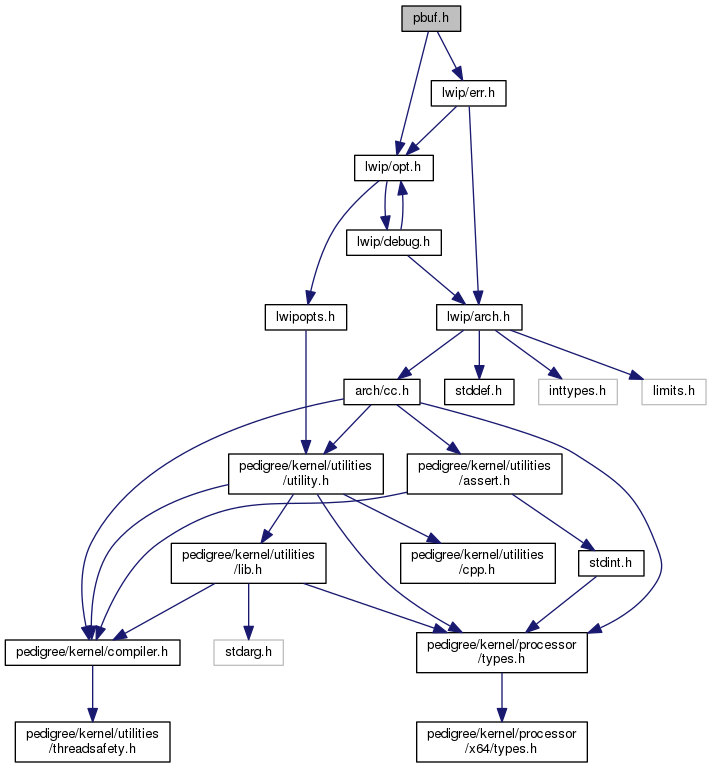 pbuf.h
lwip/err.h
lwip/opt.h
lwip/debug.h
lwipopts.h
lwip/arch.h
arch/cc.h
stddef.h
inttypes.h
limits.h
pedigree/kernel/utilities
/utility.h
pedigree/kernel/utilities
/assert.h
pedigree/kernel/utilities
/lib.h
pedigree/kernel/utilities
/cpp.h
stdint.h
pedigree/kernel/compiler.h
stdarg.h
pedigree/kernel/processor
/types.h
pedigree/kernel/utilities
/threadsafety.h
pedigree/kernel/processor
/x64/types.h